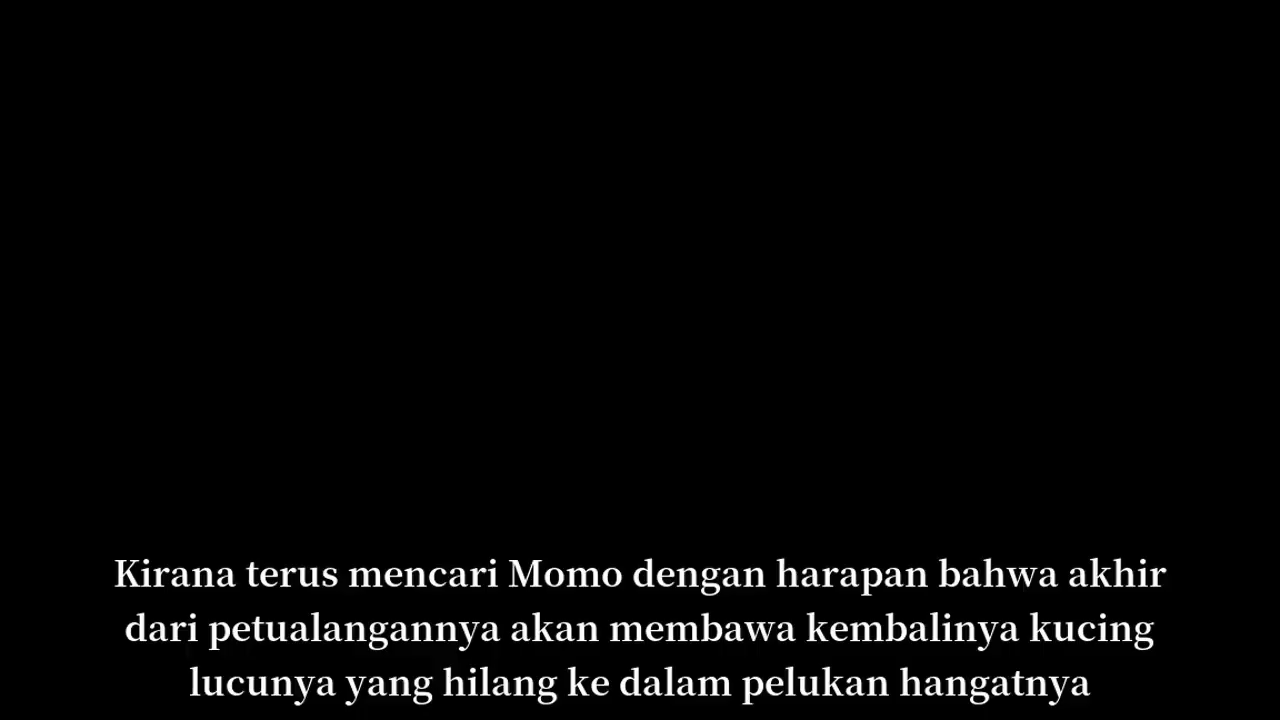 Kirana terus mencari Momo dengan harapan bahwa akhir
dari petualangannya akan membawa kembalinya kucing
lucunya yang hilang ke dalam pelukan hangatnya